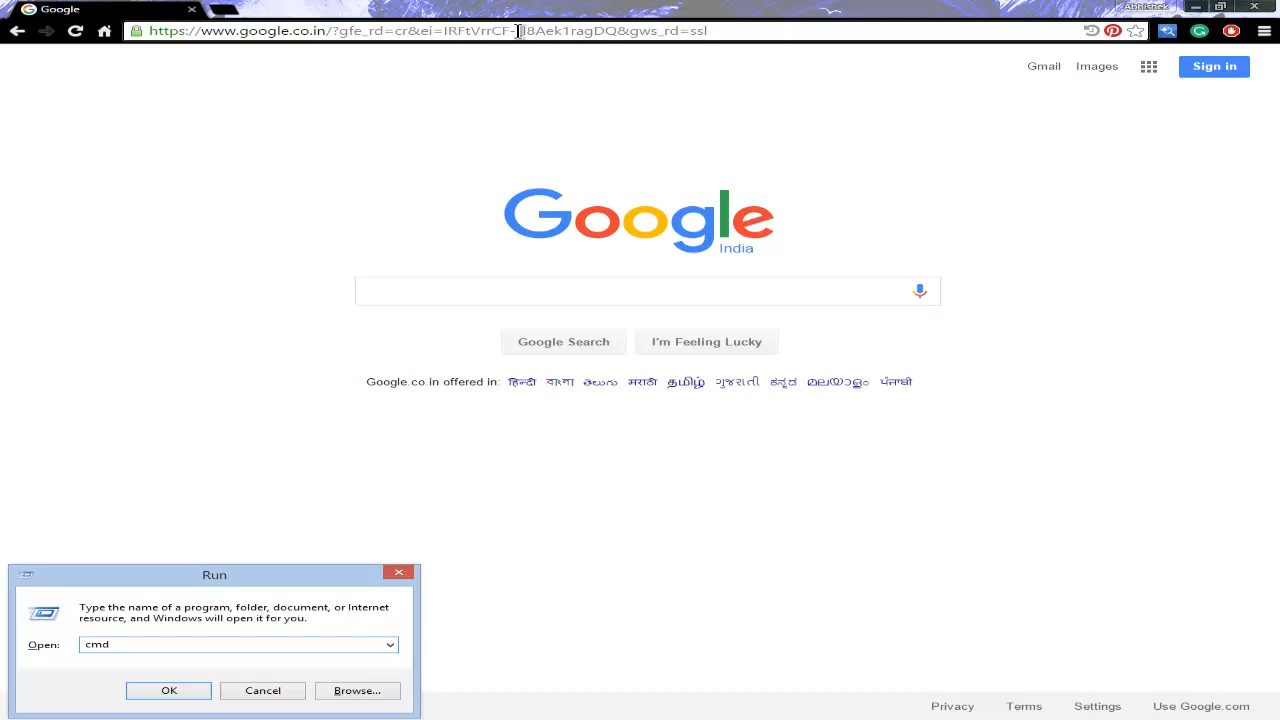 Google
Abhishek
https://www.google.co.in/?gfe_rd=cr&ei=IRFtVrrCF-
l8Aek1ragDQ&gws_rd=ssl
Gmail Images Sign in
Google
India
Google Search I'm Feeling Lucky
Google.co.in offered in: हिन्दी বাংলা తెలుగు मराठी தமிழ் ગુજરાતી ಕನ್ನಡ മലയാളം ਪੰਜਾਬੀ
Run
Type the name of a program, folder, document, or Internet
resource, and Windows will open it for you.
Open: cmd
OK Cancel Browse...
Privacy Terms Settings Use Google.com